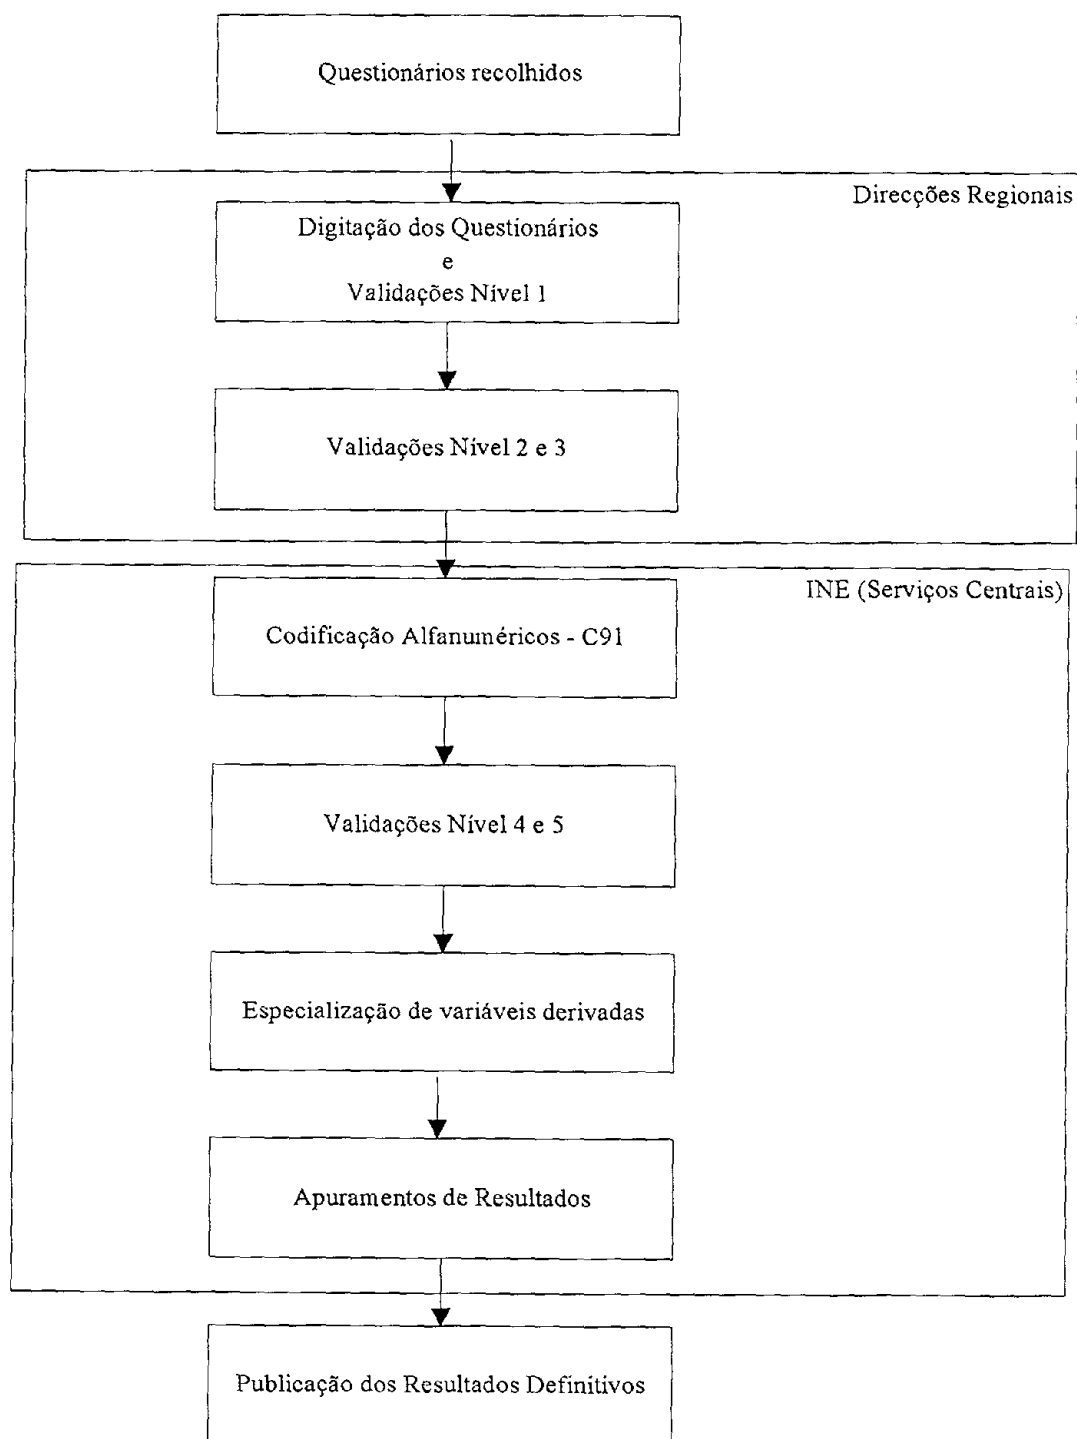 Questionários recolhidos
Direcções Regionais
Digitação dos Questionários
e
Validações Nível 1
Validações Nível 2 e 3
INE (Serviços Centrais)
Codificação Alfanuméricos - C91
Validações Nível 4 e 5
Especialização de variáveis derivadas
Apuramentos de Resultados
Publicação dos Resultados Definitivos